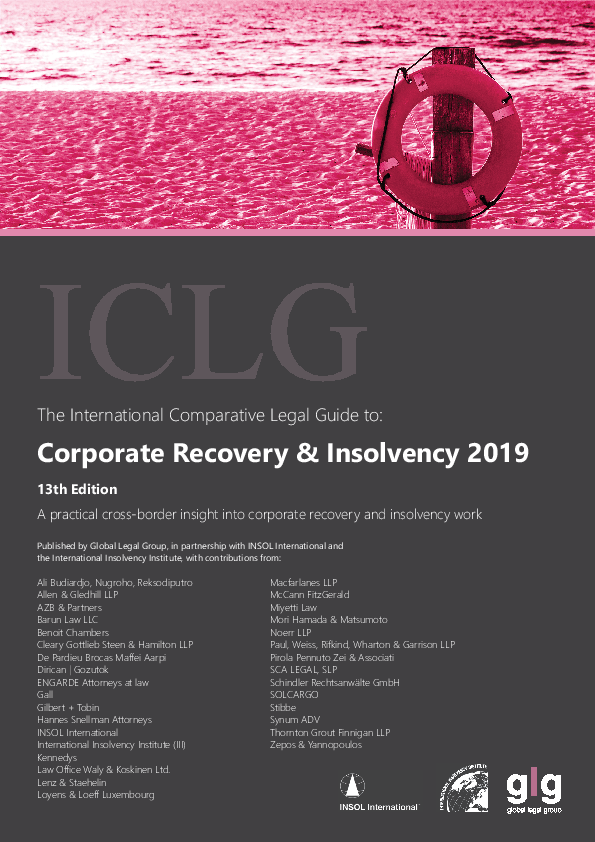 ICLG
The International Comparative Legal Guide to:
Corporate Recovery & Insolvency 2019
13th Edition
A practical cross-border insight into corporate recovery and insolvency work
Published by Global Legal Group, in partnership with INSOL International and
the International Insolvency Institute, with contributions from:
Ali Budiardjo, Nugroho, Reksodiputro
Allen & Gledhill LLP
AZB & Partners
Barun Law LLC
Benoit Chambers
Cleary Gottlieb Steen & Hamilton LLP
De Pardieu Brocas Maffei Aarpi
Dirican | Gozutok
ENGARDE Attorneys at law
Gall
Gilbert + Tobin
Hannes Snellman Attorneys
INSOL International
International Insolvency Institute (III)
Kennedys
Law Office Waly & Koskinen Ltd.
Lenz & Staehelin
Loyens & Loeff Luxembourg
Macfarlanes LLP
McCann FitzGerald
Miyetti Law
Mori Hamada & Matsumoto
Noerr LLP
Paul, Weiss, Rifkind, Wharton & Garrison LLP
Pirola Pennuto Zei & Associati
SCA LEGAL, SLP
Schindler Rechtsanwälte GmbH
SOLCARGO
Stibbe
Synum ADV
Thornton Grout Finnigan LLP
Zepos & Yannopoulos
INSOL International
glg
global legal group